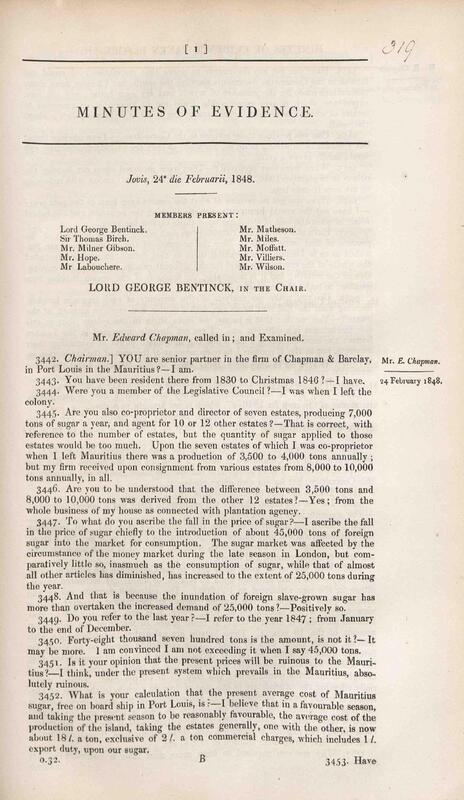 [ 1 ]
319
MINUTES OF EVIDENCE.
Jovis, 24° die Februarii, 1848.
MEMBERS PRESENT:
Lord George Bentinck.
Sir Thomas Birch.
Mr. Milner Gibson.
Mr. Hope.
Mr Labouchere.
Mr. Matheson.
Mr. Miles.
Mr. Moffatt.
Mr. Villiers.
Mr. Wilson.
LORD GEORGE BENTINCK, IN THE CHAIR.
Mr. Edward Chapman, called in; and Examined.
Mr. E. Chapman.
24 February 1848.
3442. Chairman.] YOU are senior partner in the firm of Chapman & Barclay,
in Port Louis in the Mauritius?—I am.
3443. You have been resident there from 1830 to Christmas 1846?—I have.
3444. Were you a member of the Legislative Council?—I was when I left the
colony.
3445. Are you also co-proprietor and director of seven estates, producing 7,000
tons of sugar a year, and agent for 10 or 12 other estates?—That is correct, with
reference to the number of estates, but the quantity of sugar applied to those
estates would be too much. Upon the seven estates of which I was co-proprietor
when I left Mauritius there was a production of 3,500 to 4,000 tons annually;
but my firm received upon consignment from various estates from 8,000 to 10,000
tons annually, in all.
3446. Are you to be understood that the difference between 3,500 tons and
8,000 to 10,000 tons was derived from the other 12 estates?—Yes; from the
whole business of my house as connected with plantation agency.
3447. To what do you ascribe the fall in the price of sugar?—I ascribe the fall
in the price of sugar chiefly to the introduction of about 45,000 tons of foreign
sugar into the market for consumption. The sugar market was affected by the
circumstance of the money market during the late season in London, but com-
paratively little so, inasmuch as the consumption of sugar, while that of almost
all other articles has diminished, has increased to the extent of 25,000 tons during
the year.
3448. And that is because the inundation of foreign slave-grown sugar has
more than overtaken the increased demand of 25,000 tons?—Positively so.
3449. Do you refer to the last year?—I refer to the year 1847; from January
to the end of December.
3450. Forty-eight thousand seven hundred tons is the amount, is not it?—It
may be more. I am convinced I am not exceeding it when I say 45,000 tons.
3451. Is it your opinion that the present prices will be ruinous to the Mauri-
tius?—I think, under the present system which prevails in the Mauritius, abso-
lutely ruinous.
3452. What is your calculation that the present average cost of Mauritius
sugar, free on board ship in Port Louis, is?—I believe that in a favourable season,
and taking the present season to be reasonably favourable, the average cost of the
production of the island, taking the estates generally, one with the other, is now
about 18 l. a ton, exclusive of 2 l. a ton commercial charges, which includes 1 l.
export duty, upon our sugar.
0.32.
B
3453. Have